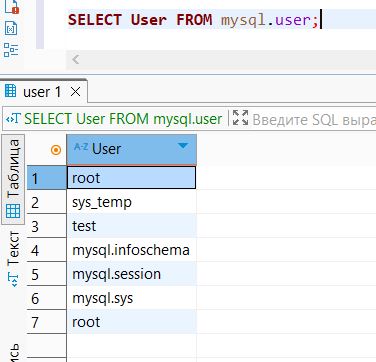 SELECT User FROM mysql.user;
user 1
SELECT User FROM mysql.user
Введите SQL выра
Таблица
Текст
A-Z User
1 root
2 sys_temp
3 test
4 mysql.infoschema
5 mysql.session
6 mysql.sys
7 root